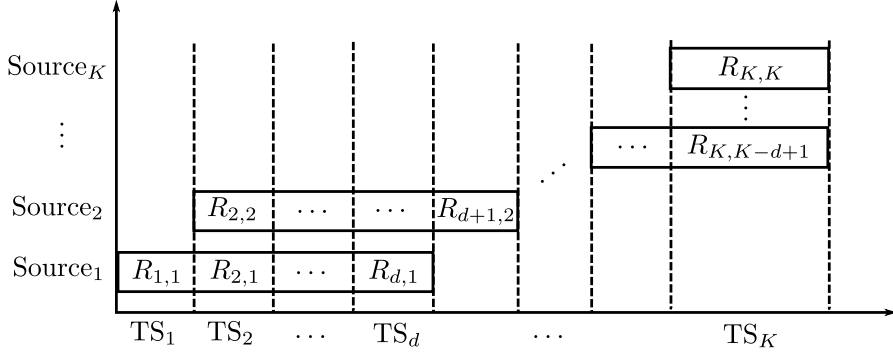 Source_K R_{K,K}
⋮ ⋮
⋯ R_{K,K−d+1}
⋰
Source_2 R_{2,2} ⋯ ⋯ R_{d+1,2}
Source_1 R_{1,1} R_{2,1} ⋯ R_{d,1}
TS_1 TS_2 ⋯ TS_d ⋯ TS_K